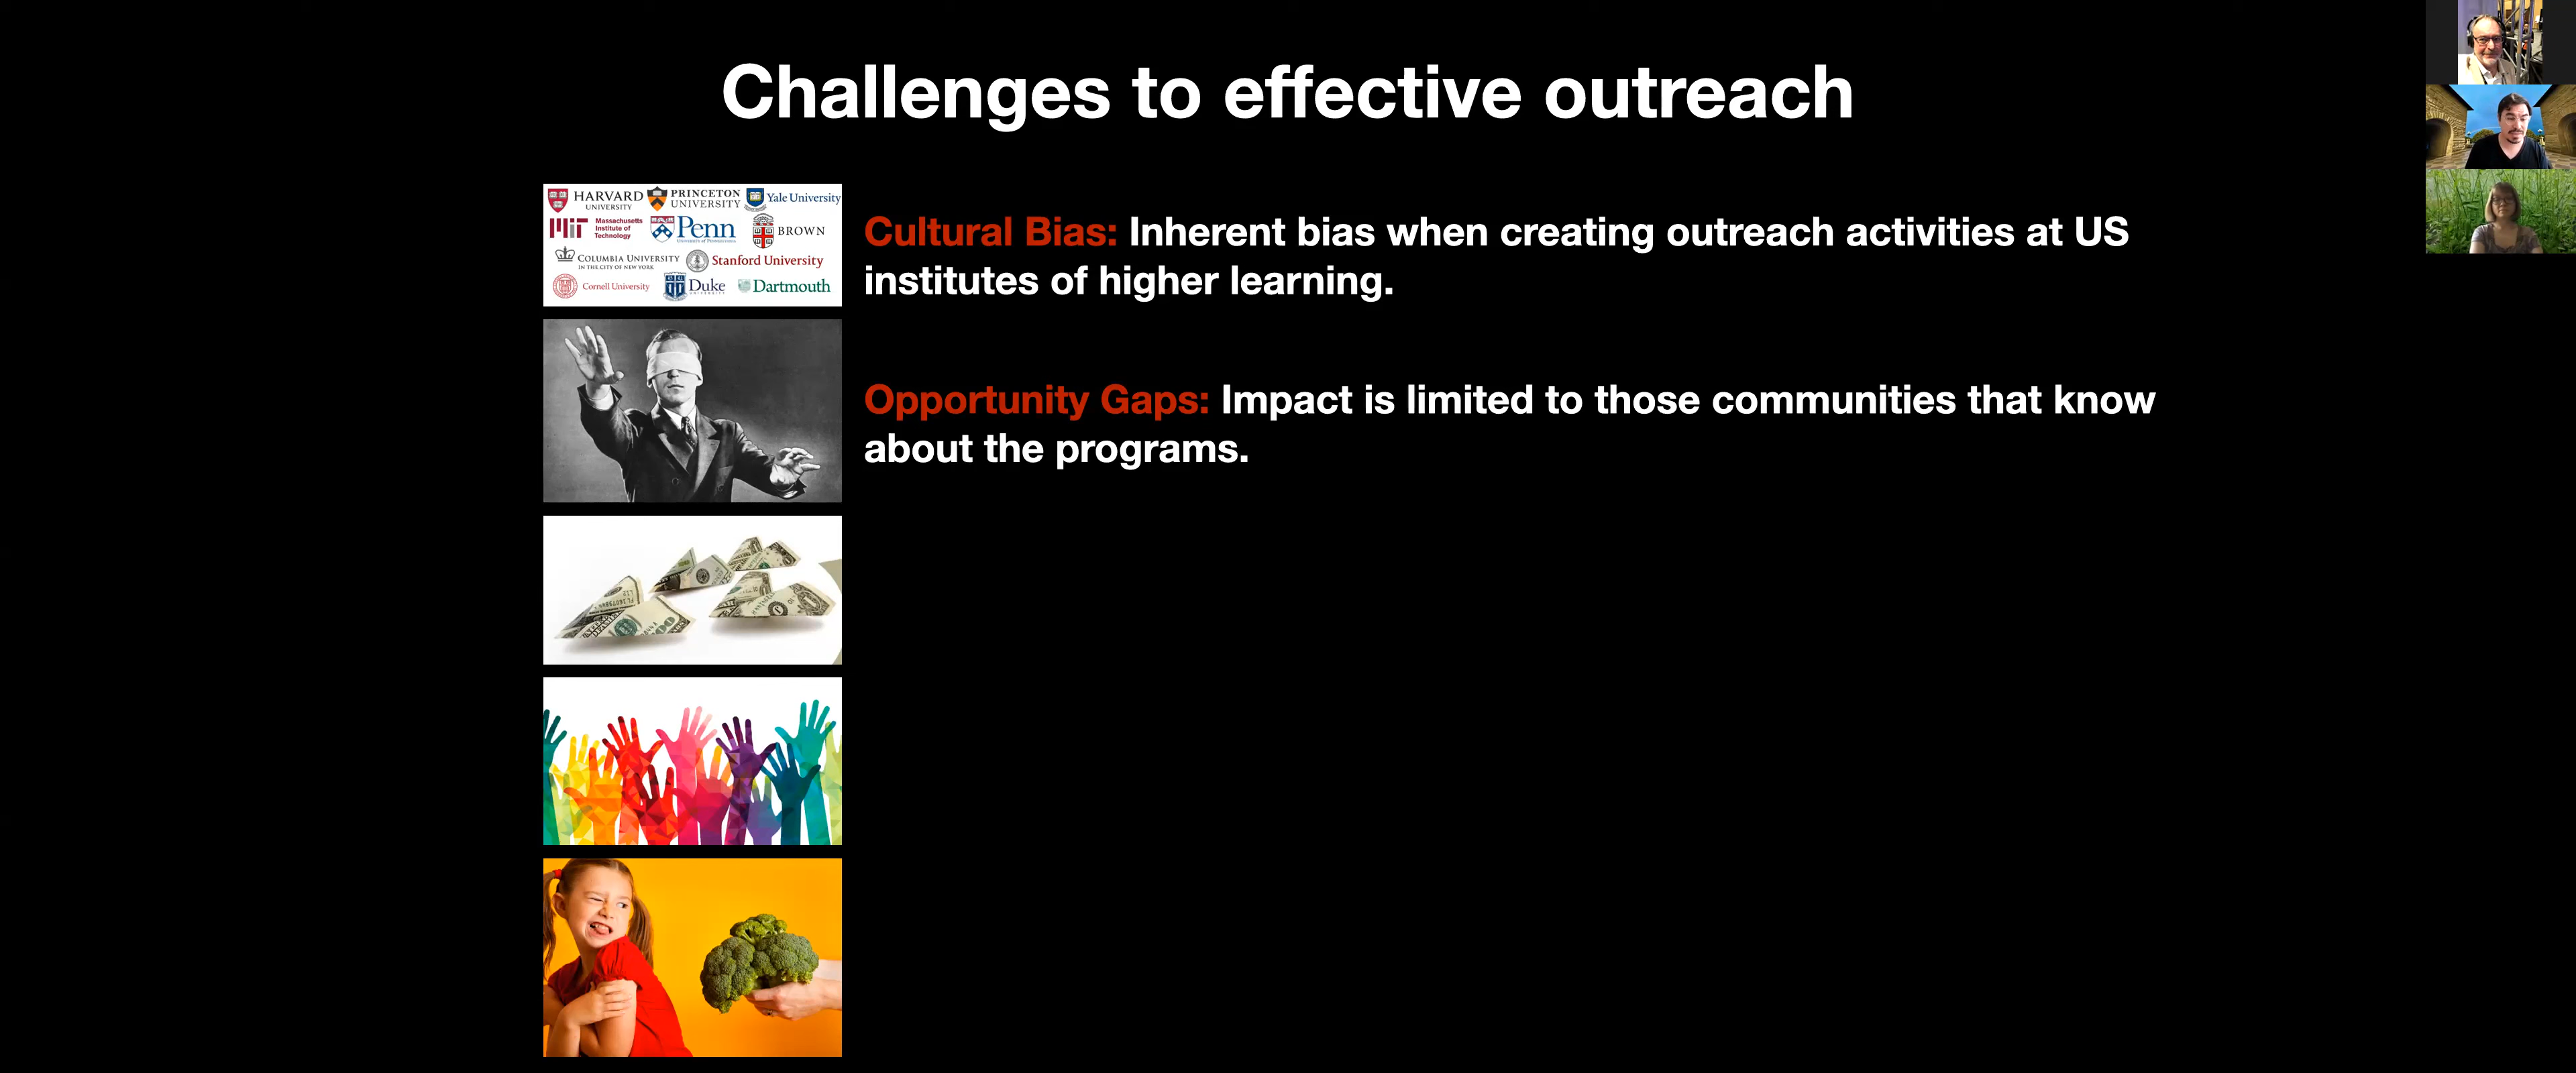 Challenges to effective outreach
HARVARD
UNIVERSITY
PRINCETON
UNIVERSITY
Yale University
Massachusetts
Institute of
Technology
Penn
University of Pennsylvania
BROWN
COLUMBIA UNIVERSITY
IN THE CITY OF NEW YORK
Stanford University
Cornell University
Duke
UNIVERSITY
Dartmouth
Cultural Bias: Inherent bias when creating outreach activities at US
institutes of higher learning.
Opportunity Gaps: Impact is limited to those communities that know
about the programs.